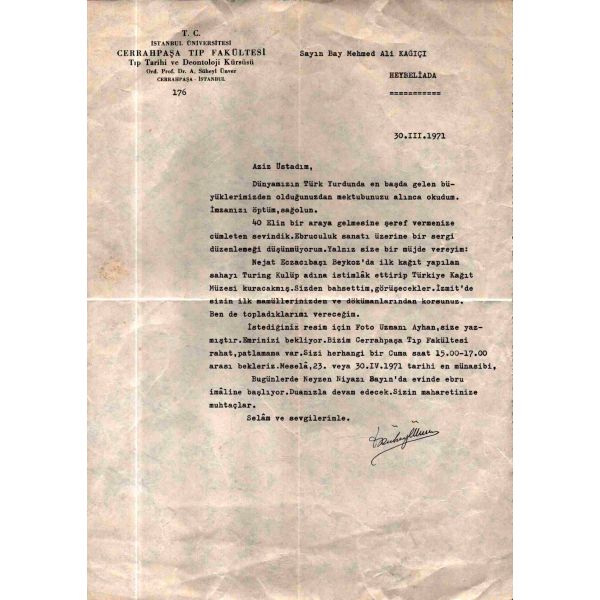 T. C.
İSTANBUL ÜNİVERSİTESİ
CERRAHPAŞA TIP FAKÜLTESİ
Tıp Tarihi ve Deontoloji Kürsüsü
Ord. Prof. Dr. A. Süheyl Ünver
CERRAHPAŞA - İSTANBUL
176
Sayın Bay Mehmed Ali KAĞIÇI
HEYBELİADA
===========
30.III.1971
Aziz Üstadım,
Dünyamızın Türk Yurdunda en başda gelen bü-
yüklerimizden olduğunuzdan mektubunuzu alınca okudum.
İmzanızı öptüm,sağolun.
40 Elin bir araya gelmesine şeref vermenize
cümleten sevindik.Ebruculuk sanatı üzerine bir sergi
düzenlemeği düşünmüyorum.Yalnız size bir müjde vereyim:
Nejat Eczacıbaşı Beykoz'da ilk kağıt yapılan
sahayı Turing Kulüp adına istimlâk ettirip Türkiye Kağıt
Müzesi kuracakmış.Sizden bahsettim,görüşecekler.İzmit'de
sizin ilk mamüllerinizden ve dökümanlarından korsunuz.
Ben de topladıklarımı vereceğim.
İstediğiniz resim için Foto Uzmanı Ayhan,size yaz-
mıştır.Emrinizi bekliyor.Bizim Cerrahpaşa Tıp Fakültesi
rahat,patlamama var.Sizi herhangi bir Cuma saat 15.00-17.00
arası bekleriz.Meselâ,23. veya 30.IV.1971 tarihi en münasibi,
Bugünlerde Neyzen Niyazı Bayın'da evinde ebru
imâline başlıyor.Duanızla devam edecek.Sizin maharetinize
muhtaçlar.
Selâm ve sevgilerimle.